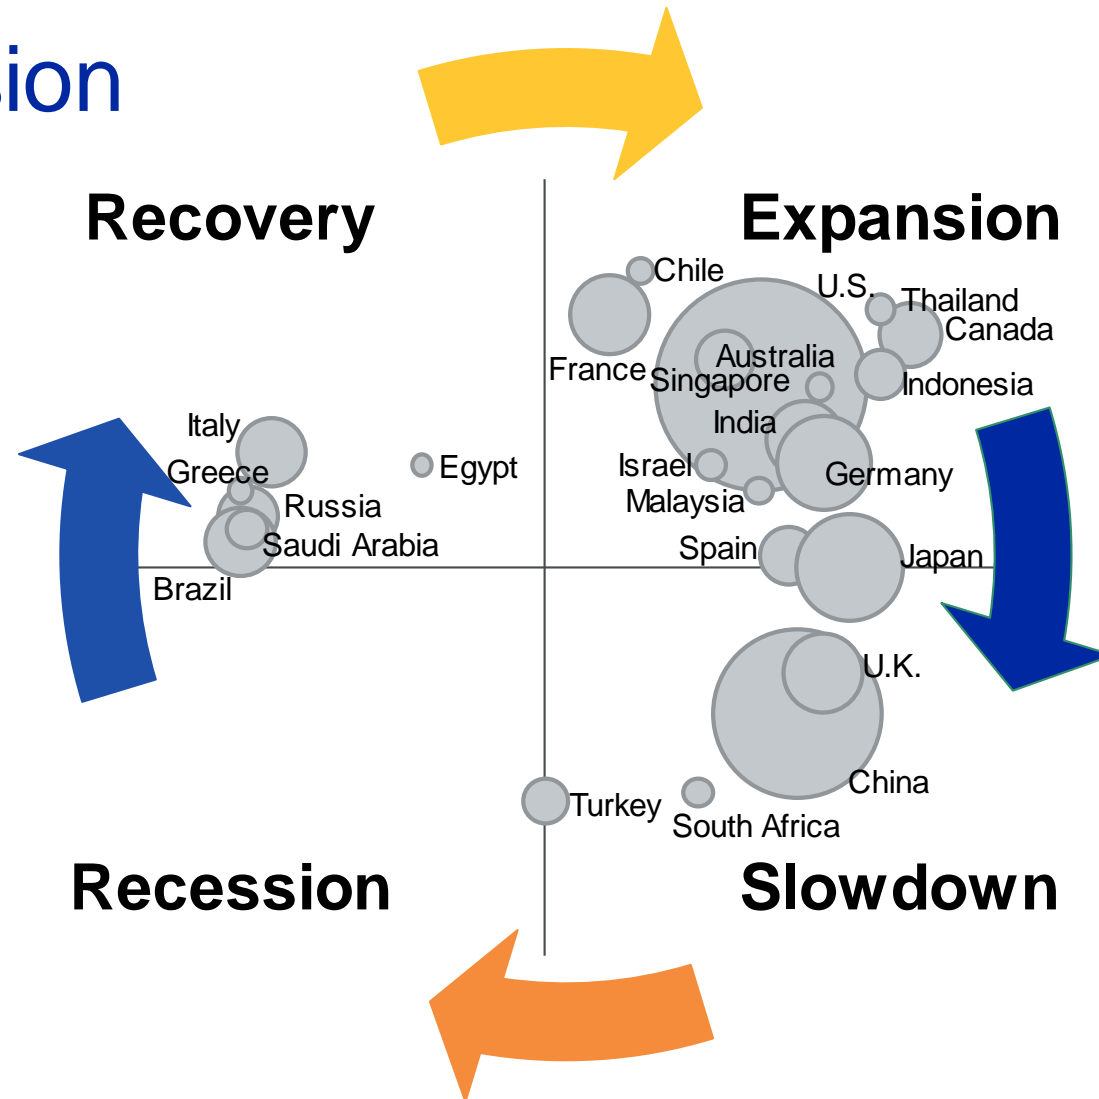 sion
Recovery
Expansion
Chile
U.S.
Thailand
Canada
France
Australia
Singapore
Indonesia
India
Italy
Greece
Egypt
Israel
Germany
Malaysia
Russia
Saudi Arabia
Spain
Japan
Brazil
U.K.
China
Turkey
South Africa
Recession
Slowdown